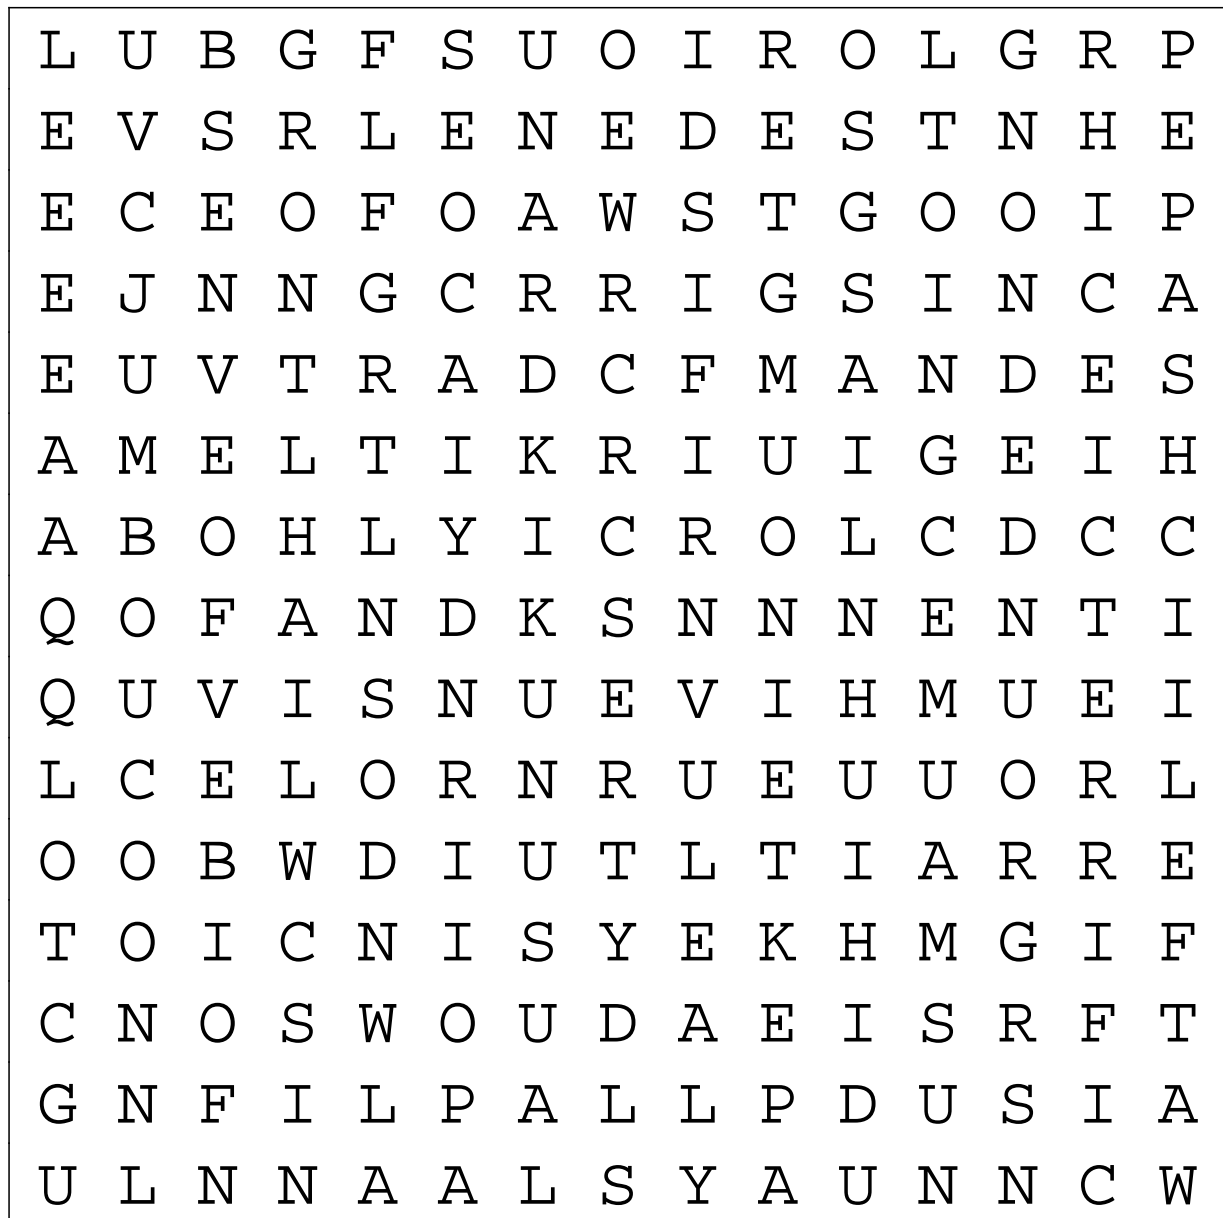 L U B G F S U O I R O L G R P
E V S R L E N E D E S T N H E
E C E O F O A W S T G O O I P
E J N N G C R R I G S I N C A
E U V T R A D C F M A N D E S
A M E L T I K R I U I G E I H
A B O H L Y I C R O L C D C C
Q O F A N D K S N N N E N T I
Q U V I S N U E V I H M U E I
L C E L O R N R U E U U O R L
O O B W D I U T L T I A R R E
T O I C N I S Y E K H M G I F
C N O S W O U D A E I S R F T
G N F I L P A L L P D U S I A
U L N N A A L S Y A U N N C W